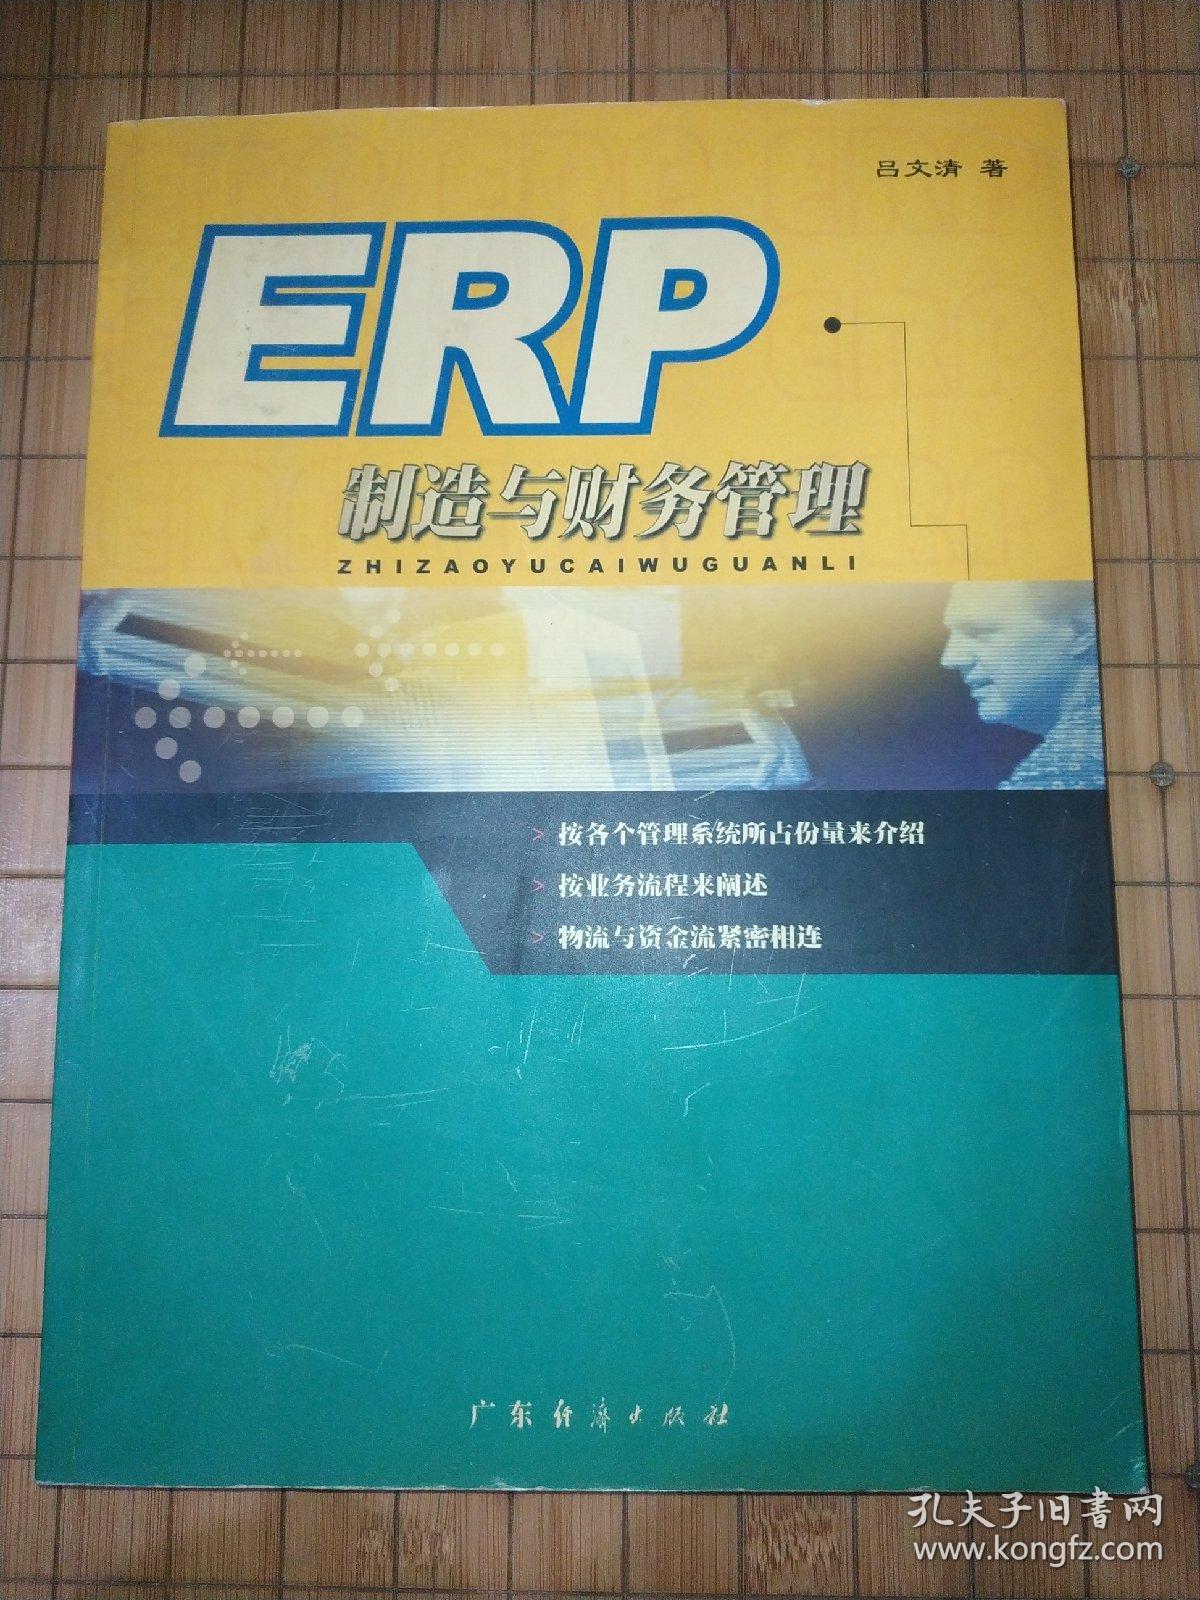 吕文清 著
ERP
制造与财务管理
ZHIZAOYUCAIWUGUANLI
> 按各个管理系统所占份量来介绍
> 按业务流程来阐述
> 物流与资金流紧密相连
广东经济出版社
孔夫子旧书网
www.kongfz.com